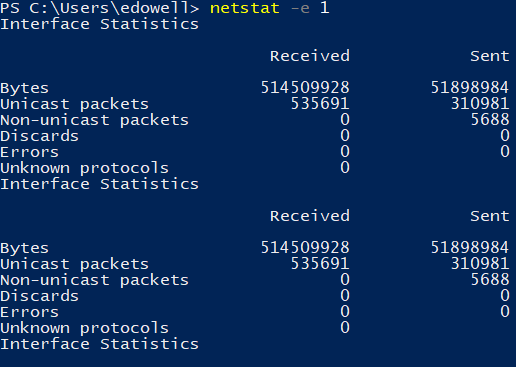 PS C:\Users\edowell> netstat -e 1
Interface Statistics
Received Sent
Bytes 514509928 51898984
Unicast packets 535691 310981
Non-unicast packets 0 5688
Discards 0 0
Errors 0 0
Unknown protocols 0
Interface Statistics
Received Sent
Bytes 514509928 51898984
Unicast packets 535691 310981
Non-unicast packets 0 5688
Discards 0 0
Errors 0 0
Unknown protocols 0
Interface Statistics